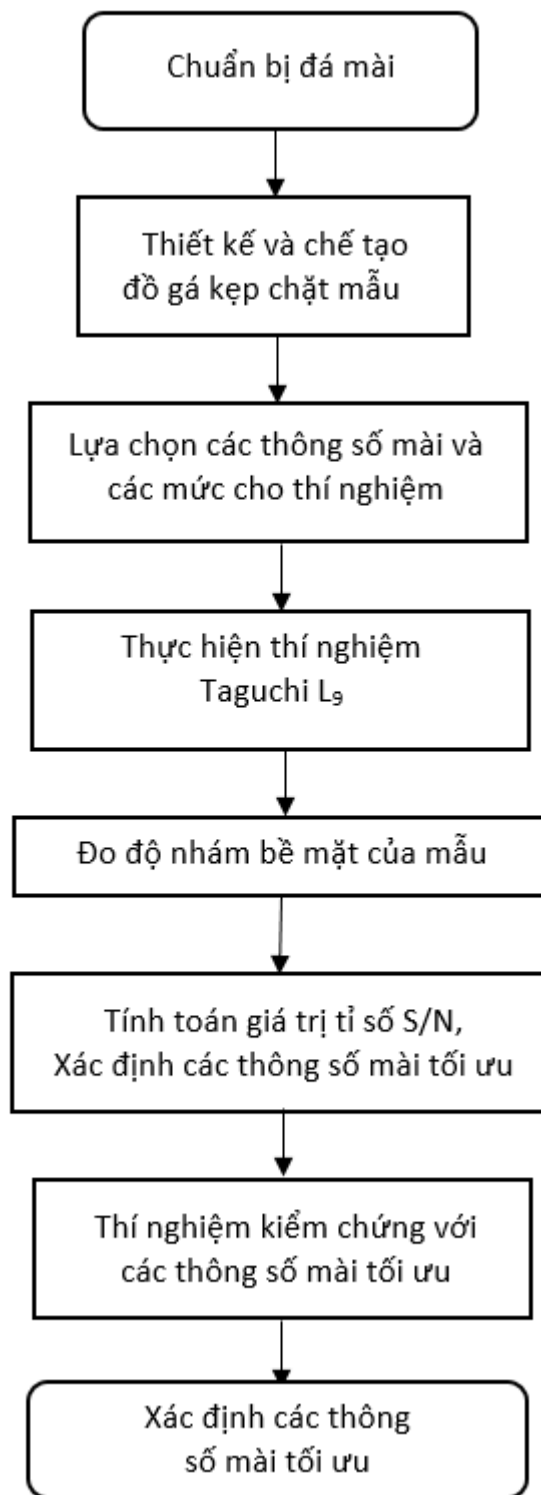 Chuẩn bị đá mài
Thiết kế và chế tạo
đồ gá kẹp chặt mẫu
Lựa chọn các thông số mài và
các mức cho thí nghiệm
Thực hiện thí nghiệm
Taguchi L₉
Đo độ nhám bề mặt của mẫu
Tính toán giá trị tỉ số S/N,
Xác định các thông số mài tối ưu
Thí nghiệm kiểm chứng với
các thông số mài tối ưu
Xác định các thông
số mài tối ưu